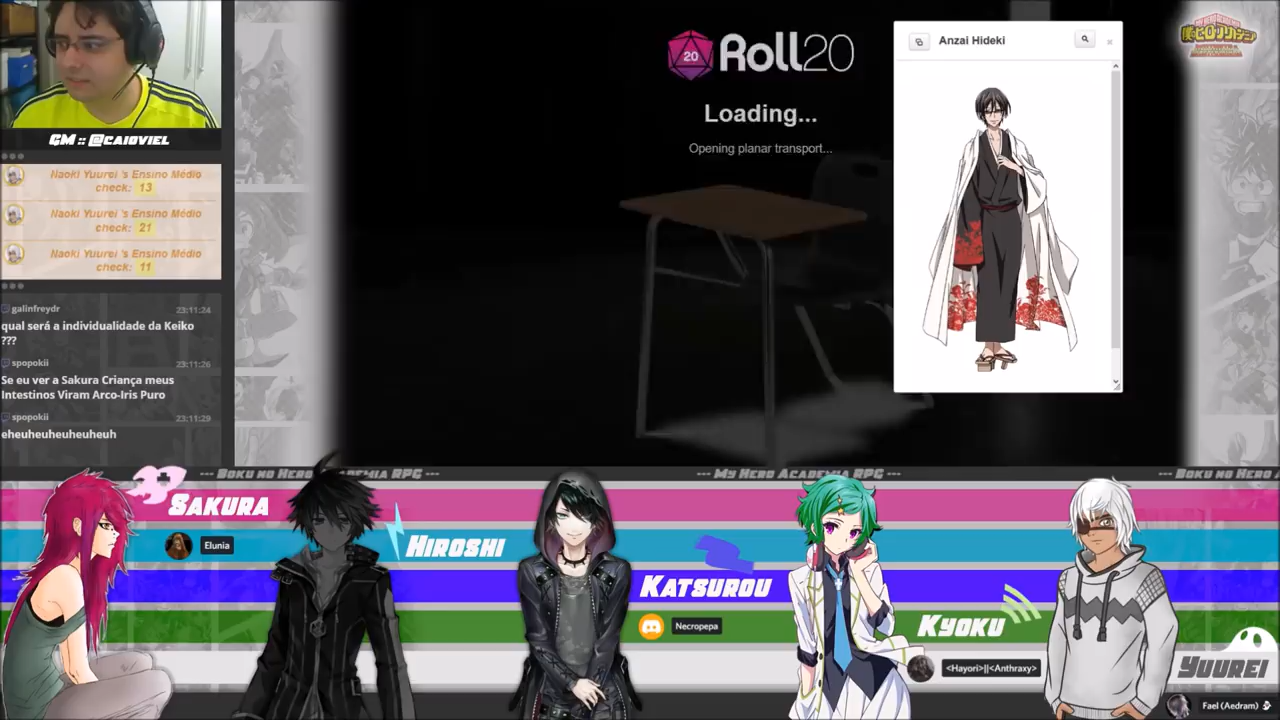 GM :: @CAIOVIEL
Naoki Yuurei 's Ensino Médio
check: 13
Naoki Yuurei 's Ensino Médio
check: 21
Naoki Yuurei 's Ensino Médio
check: 11
galinfreydr 23:11:24
qual será a individualidade da Keiko
???
spopokii 23:11:26
Se eu ver a Sakura Criança meus
Intestinos Viram Arco-Iris Puro
spopokii 23:11:29
eheuheuheuheuheuh
20 Roll20
Loading...
Opening planar transport...
Anzai Hideki
--- BOKU NO HERO ACADEMIA RPG ---
--- MY HERO ACADEMIA RPG ---
--- BOKU NO HERO
SAKURA
Elunia
HIROSHI
KATSUROU
Necropepa
KYOKU
<Hayori>||<Anthraxy>
YUUREI
Fael (Aedram)